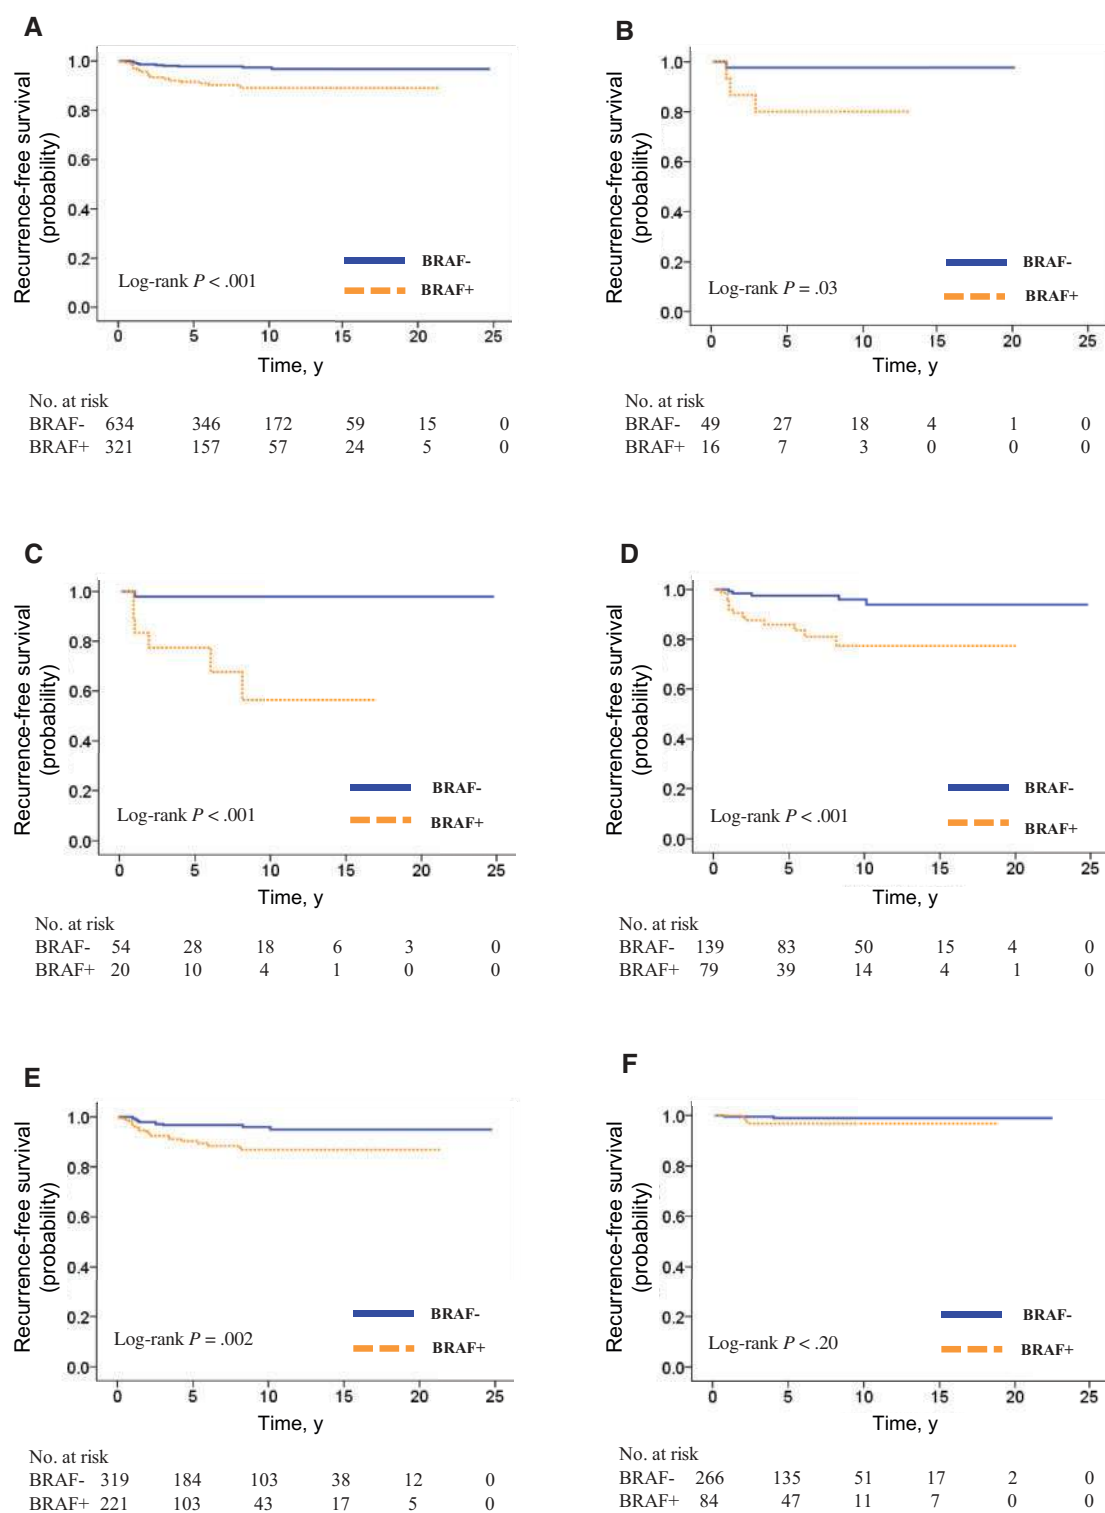 A
Recurrence-free survival
(probability)
1.0
0.8
0.6
0.4
0.2
0.0
Log-rank P < .001
BRAF-
BRAF+
0 5 10 15 20 25
Time, y
No. at risk
BRAF- 634 346 172 59 15 0
BRAF+ 321 157 57 24 5 0
B
Recurrence-free survival
(probability)
1.0
0.8
0.6
0.4
0.2
0.0
Log-rank P = .03
BRAF-
BRAF+
0 5 10 15 20 25
Time, y
No. at risk
BRAF- 49 27 18 4 1 0
BRAF+ 16 7 3 0 0 0
C
Recurrence-free survival
(probability)
1.0
0.8
0.6
0.4
0.2
0.0
Log-rank P < .001
BRAF-
BRAF+
0 5 10 15 20 25
Time, y
No. at risk
BRAF- 54 28 18 6 3 0
BRAF+ 20 10 4 1 0 0
D
Recurrence-free survival
(probability)
1.0
0.8
0.6
0.4
0.2
0.0
Log-rank P < .001
BRAF-
BRAF+
0 5 10 15 20 25
Time, y
No. at risk
BRAF- 139 83 50 15 4 0
BRAF+ 79 39 14 4 1 0
E
Recurrence-free survival
(probability)
1.0
0.8
0.6
0.4
0.2
0.0
Log-rank P = .002
BRAF-
BRAF+
0 5 10 15 20 25
Time, y
No. at risk
BRAF- 319 184 103 38 12 0
BRAF+ 221 103 43 17 5 0
F
Recurrence-free survival
(probability)
1.0
0.8
0.6
0.4
0.2
0.0
Log-rank P < .20
BRAF-
BRAF+
0 5 10 15 20 25
Time, y
No. at risk
BRAF- 266 135 51 17 2 0
BRAF+ 84 47 11 7 0 0